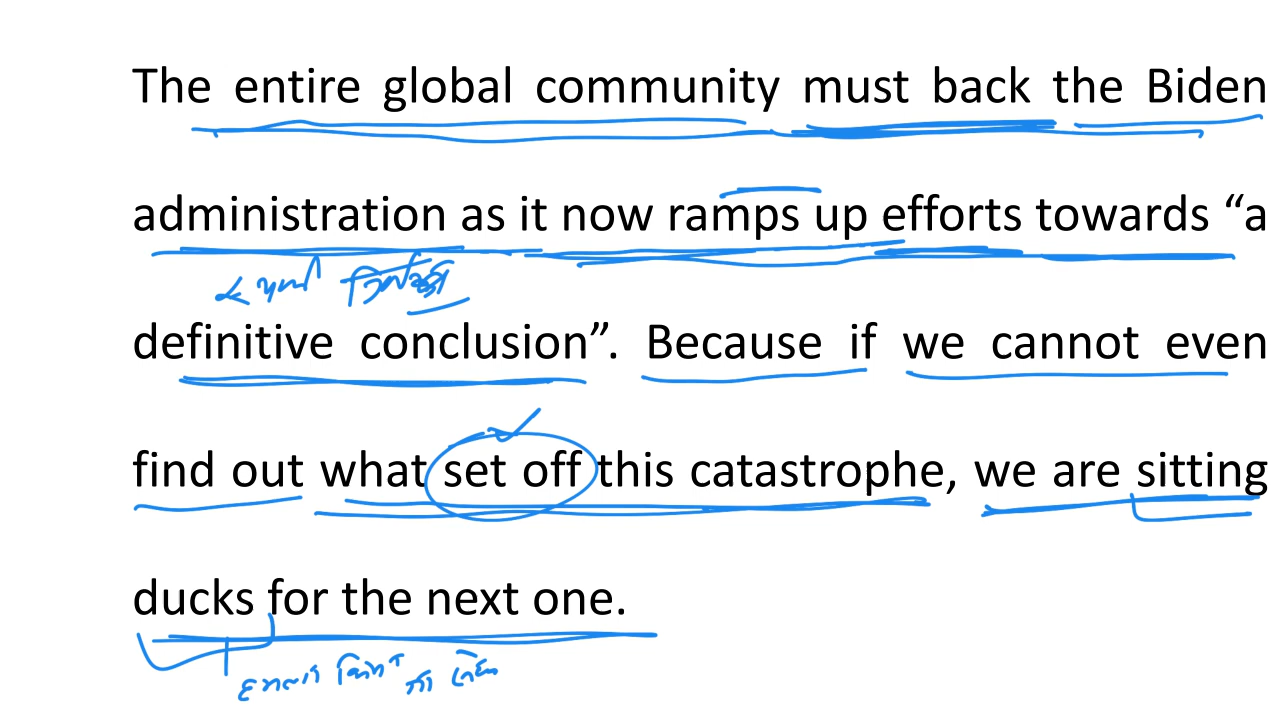 The entire global community must back the Biden
administration as it now ramps up efforts towards “a
definitive conclusion”. Because if we cannot even
find out what set off this catastrophe, we are sitting
ducks for the next one.